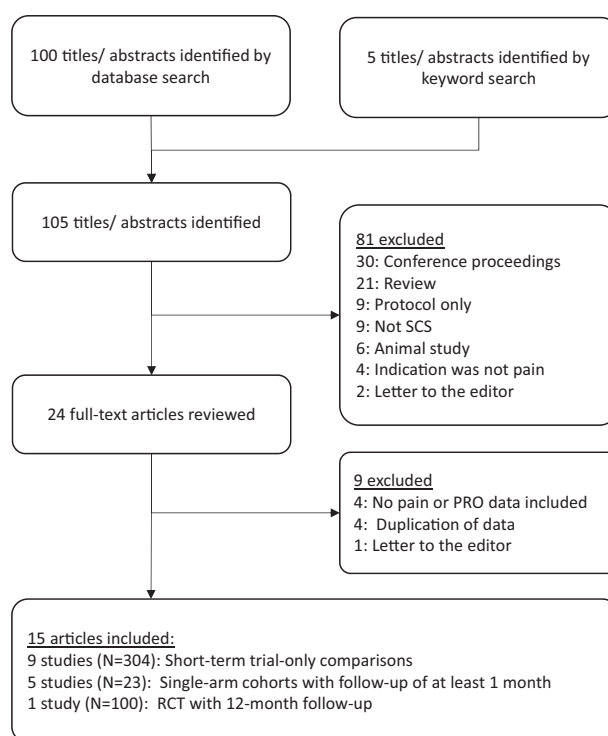 100 titles/ abstracts identified by
database search
5 titles/ abstracts identified by
keyword search
105 titles/ abstracts identified
81 excluded
30: Conference proceedings
21: Review
9: Protocol only
9: Not SCS
6: Animal study
4: Indication was not pain
2: Letter to the editor
24 full-text articles reviewed
9 excluded
4: No pain or PRO data included
4: Duplication of data
1: Letter to the editor
15 articles included:
9 studies (N=304): Short-term trial-only comparisons
5 studies (N=23): Single-arm cohorts with follow-up of at least 1 month
1 study (N=100): RCT with 12-month follow-up